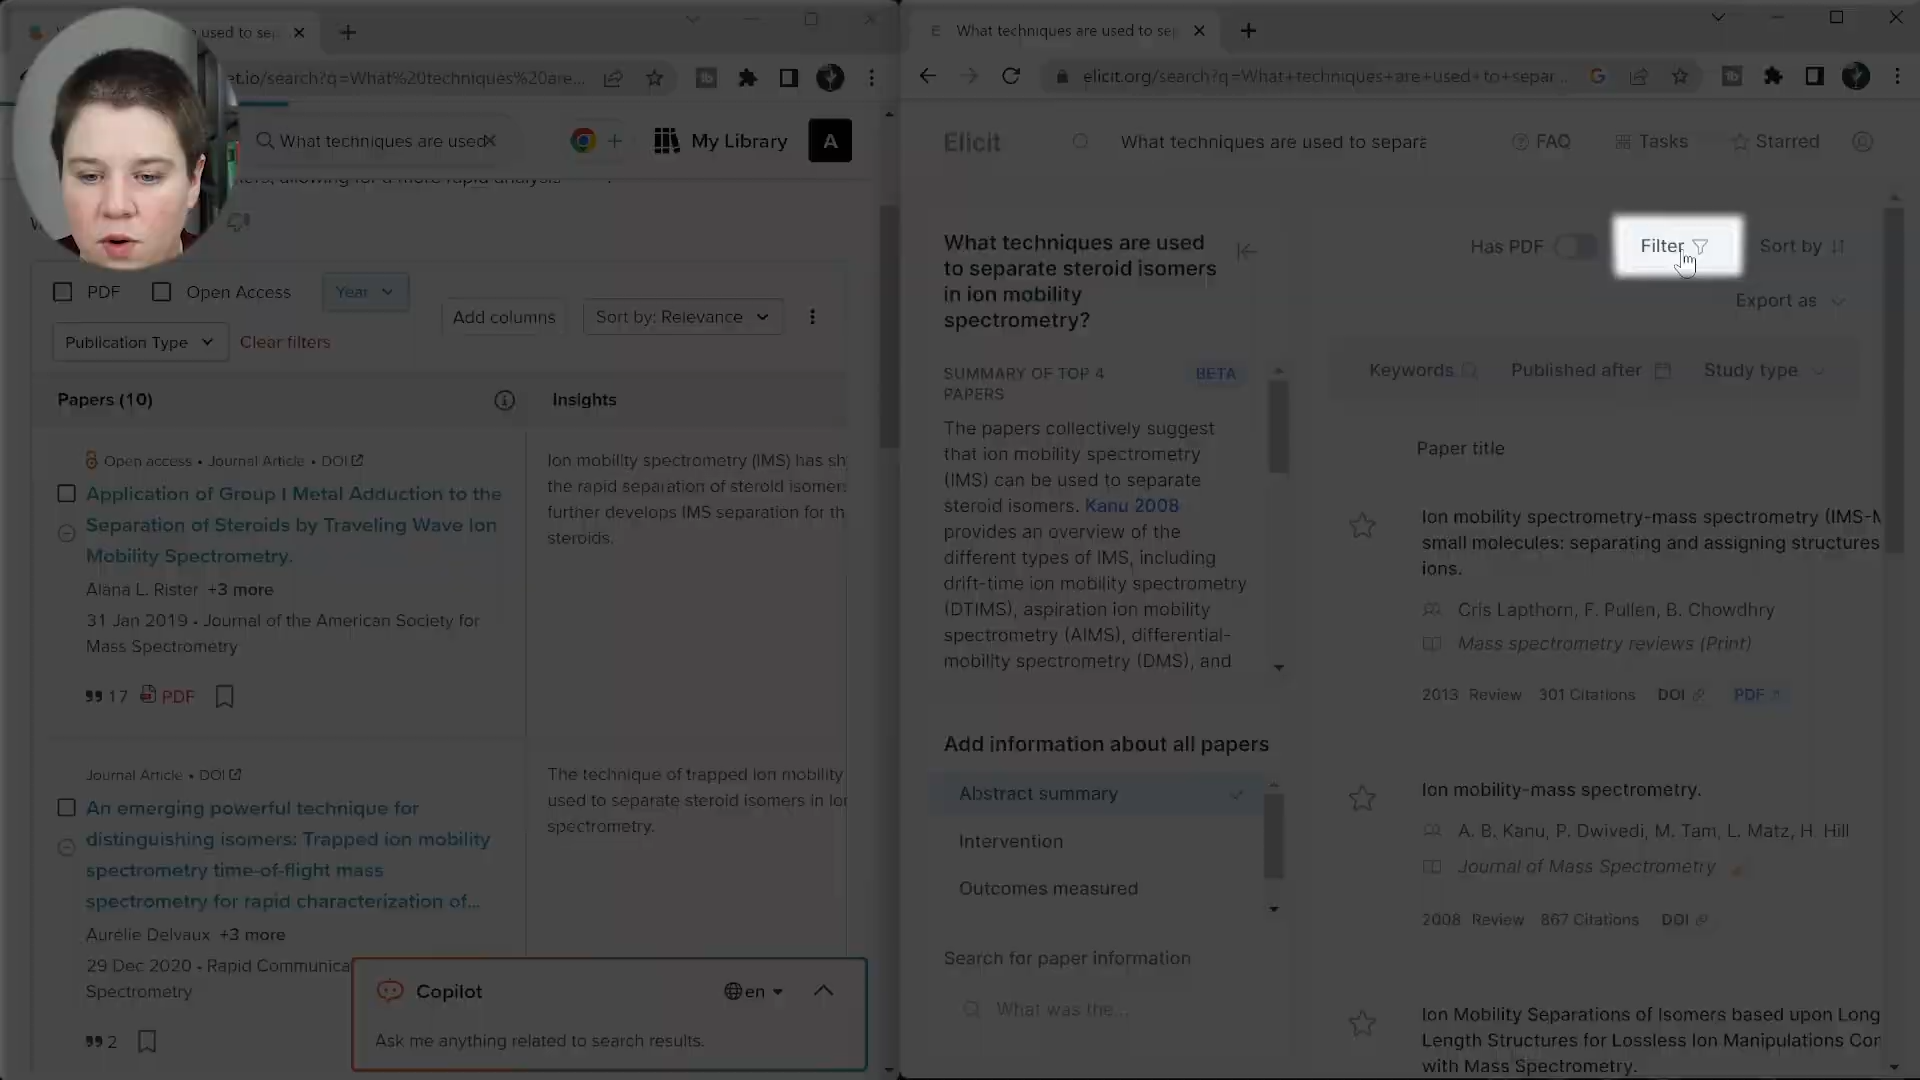 used to sep
et.io/search?q=What%20techniques%20are...
What techniques are used
My Library
A
, allowing for a more rapid analysis
PDF
Open Access
Year
Add columns
Sort by: Relevance
Publication Type
Clear filters
Papers (10)
Insights
Open access • Journal Article • DOI
Application of Group I Metal Adduction to the
Separation of Steroids by Traveling Wave Ion
Mobility Spectrometry.
Alana L. Rister +3 more
31 Jan 2019 - Journal of the American Society for
Mass Spectrometry
17 PDF
Ion mobility spectrometry (IMS) has sh
the rapid separation of steroid isomer
further develops IMS separation for th
steroids.
Journal Article • DOI
An emerging powerful technique for
distinguishing isomers: Trapped ion mobility
spectrometry time-of-flight mass
spectrometry for rapid characterization of...
Aurélie Delvaux +3 more
29 Dec 2020 - Rapid Communica
Spectrometry
2
The technique of trapped ion mobility
used to separate steroid isomers in Ion
spectrometry.
Copilot
en
Ask me anything related to search results.
E What techniques are used to sep
elicit.org/search?q=What+techniques+are+used+to+separ...
Elicit
What techniques are used to separa
FAQ
Tasks
Starred
What techniques are used
to separate steroid isomers
in ion mobility
spectrometry?
Has PDF
Filter
Sort by
Export as
SUMMARY OF TOP 4
PAPERS
BETA
The papers collectively suggest
that ion mobility spectrometry
(IMS) can be used to separate
steroid isomers. Kanu 2008
provides an overview of the
different types of IMS, including
drift-time ion mobility spectrometry
(DTIMS), aspiration ion mobility
spectrometry (AIMS), differential-
mobility spectrometry (DMS), and
Add information about all papers
Abstract summary
Intervention
Outcomes measured
Search for paper information
What was the...
Keywords
Published after
Study type
Paper title
Ion mobility spectrometry-mass spectrometry (IMS-M
small molecules: separating and assigning structures
ions.
Cris Lapthorn, F. Pullen, B. Chowdhry
Mass spectrometry reviews (Print)
2013 Review 301 Citations DOI PDF
Ion mobility-mass spectrometry.
A. B. Kanu, P. Dwivedi, M. Tam, L. Matz, H. Hill
Journal of Mass Spectrometry
2008 Review 867 Citations DOI
Ion Mobility Separations of Isomers based upon Long
Length Structures for Lossless Ion Manipulations Cor
with Mass Spectrometry.